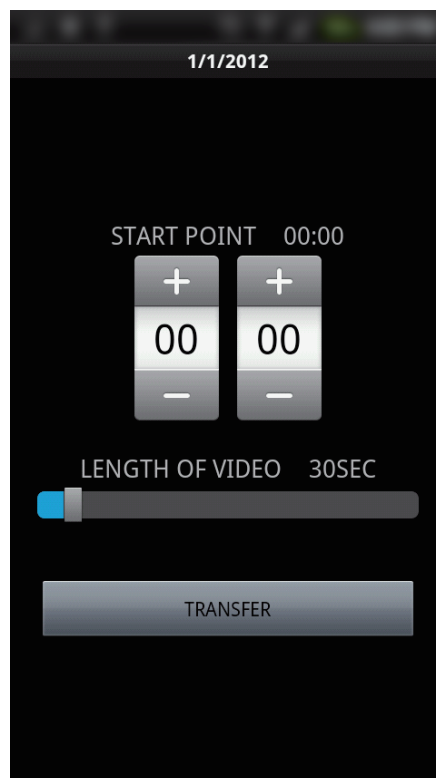 1/1/2012
START POINT 00:00
+ +
00 00
− −
LENGTH OF VIDEO 30SEC
TRANSFER